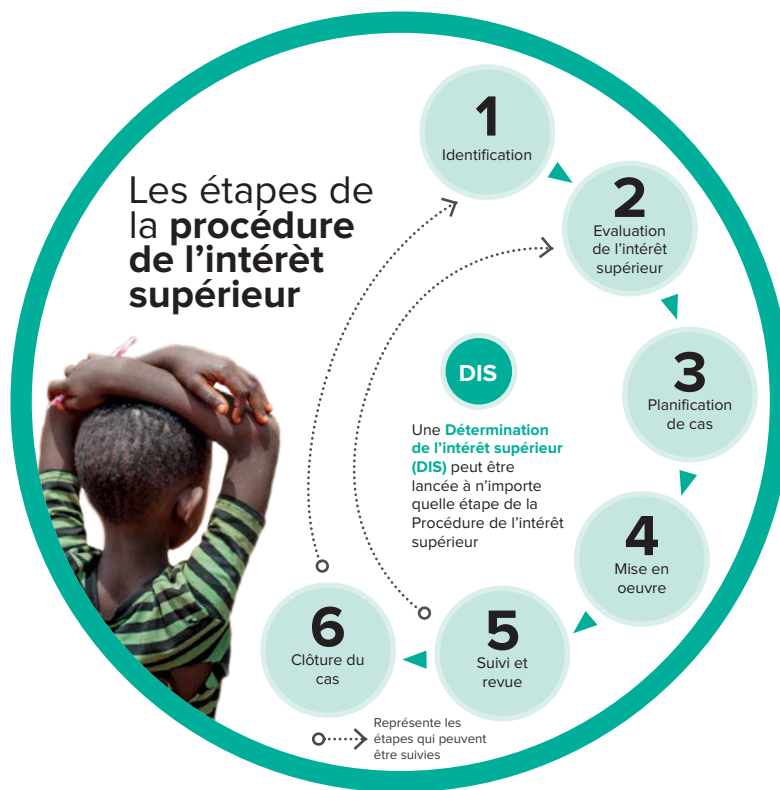 Les étapes de
la procédure
de l’intérèt
supérieur
1
Identification
2
Evaluation
de l’intérêt
supérieur
3
Planification
de cas
4
Mise en
oeuvre
5
Suivi et
revue
6
Clôture du
cas
DIS
Une Détermination
de l’intérêt supérieur
(DIS) peut être
lancée à n’importe
quelle étape de la
Procédure de l’intérêt
supérieur
Représente les
étapes qui peuvent
être suivies